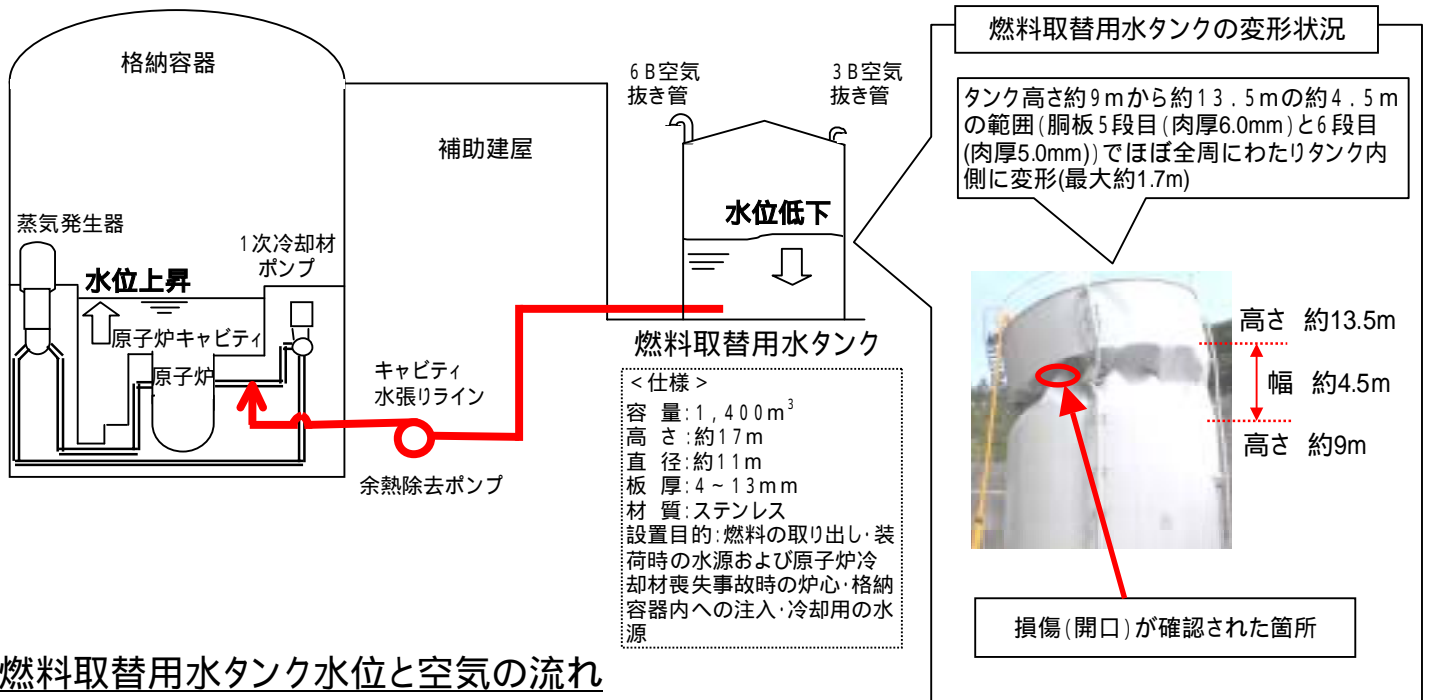 格納容器
蒸気発生器
1次冷却材
ポンプ
水位上昇
原子炉キャビティ
原子炉
補助建屋
キャビティ
水張りライン
余熱除去ポンプ
6B空気
抜き管
3B空気
抜き管
水位低下
燃料取替用水タンク
<仕様>
容 量:1,400m³
高 さ:約17m
直 径:約11m
板 厚:4~13mm
材 質:ステンレス
設置目的:燃料の取り出し・装
荷時の水源および原子炉冷
却材喪失事故時の炉心・格納
容器内への注入・冷却用の水
源
燃料取替用水タンクの変形状況
タンク高さ約9mから約13.5mの約4.5m
の範囲(胴板5段目(肉厚6.0mm)と6段目
(肉厚5.0mm))でほぼ全周にわたりタンク内
側に変形(最大約1.7m)
高さ 約13.5m
幅 約4.5m
高さ 約9m
損傷(開口)が確認された箇所
燃料取替用水タンク水位と空気の流れ